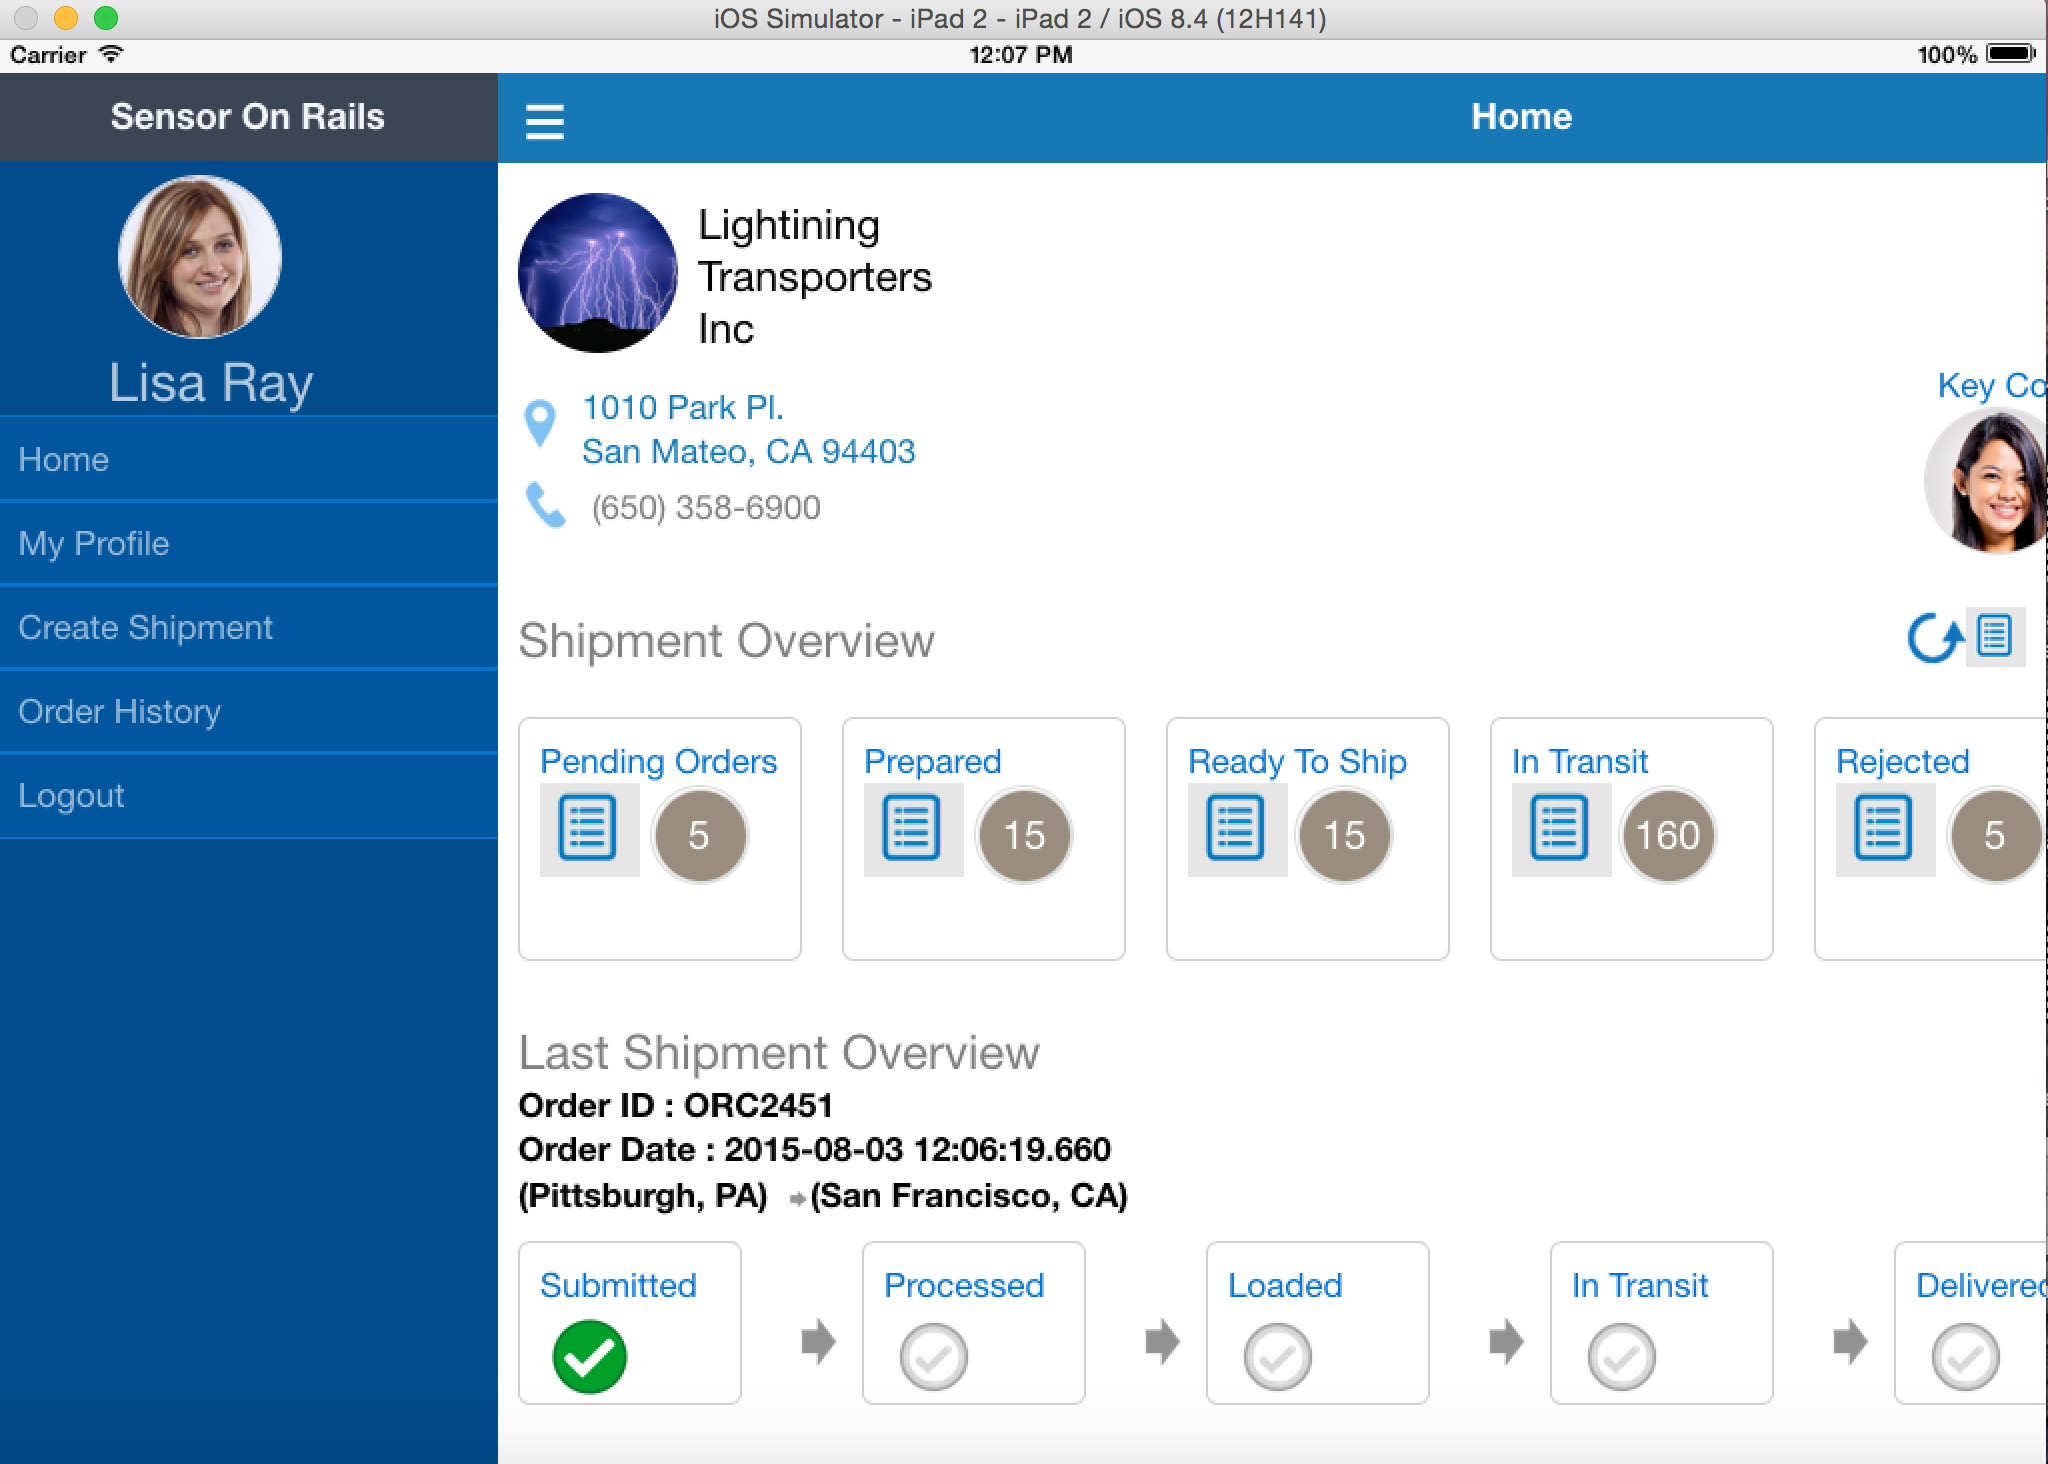 iOS Simulator - iPad 2 - iPad 2 / iOS 8.4 (12H141)
Carrier 12:07 PM 100%
Sensor On Rails
Home
Lisa Ray
Home
My Profile
Create Shipment
Order History
Logout
Lightining
Transporters
Inc
1010 Park Pl.
San Mateo, CA 94403
(650) 358-6900
Key Co
Shipment Overview
Pending Orders
5
Prepared
15
Ready To Ship
15
In Transit
160
Rejected
5
Last Shipment Overview
Order ID : ORC2451
Order Date : 2015-08-03 12:06:19.660
(Pittsburgh, PA) (San Francisco, CA)
Submitted
Processed
Loaded
In Transit
Delivered